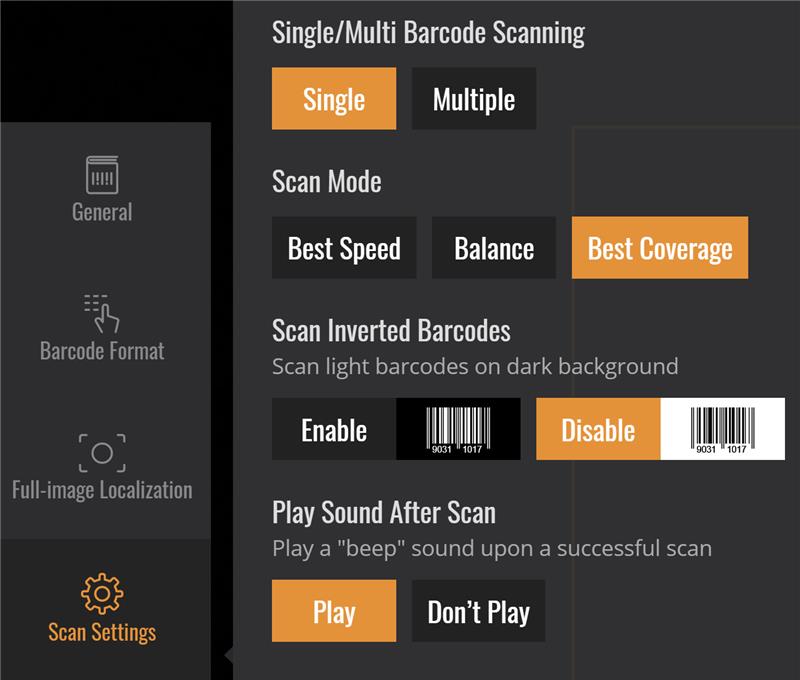 Single/Multi Barcode Scanning
Single Multiple
General
Scan Mode
Best Speed Balance Best Coverage
Barcode Format
Scan Inverted Barcodes
Scan light barcodes on dark background
Enable 9031 1017 Disable 9031 1017
Full-image Localization
Play Sound After Scan
Play a "beep" sound upon a successful scan
Play Don’t Play
Scan Settings